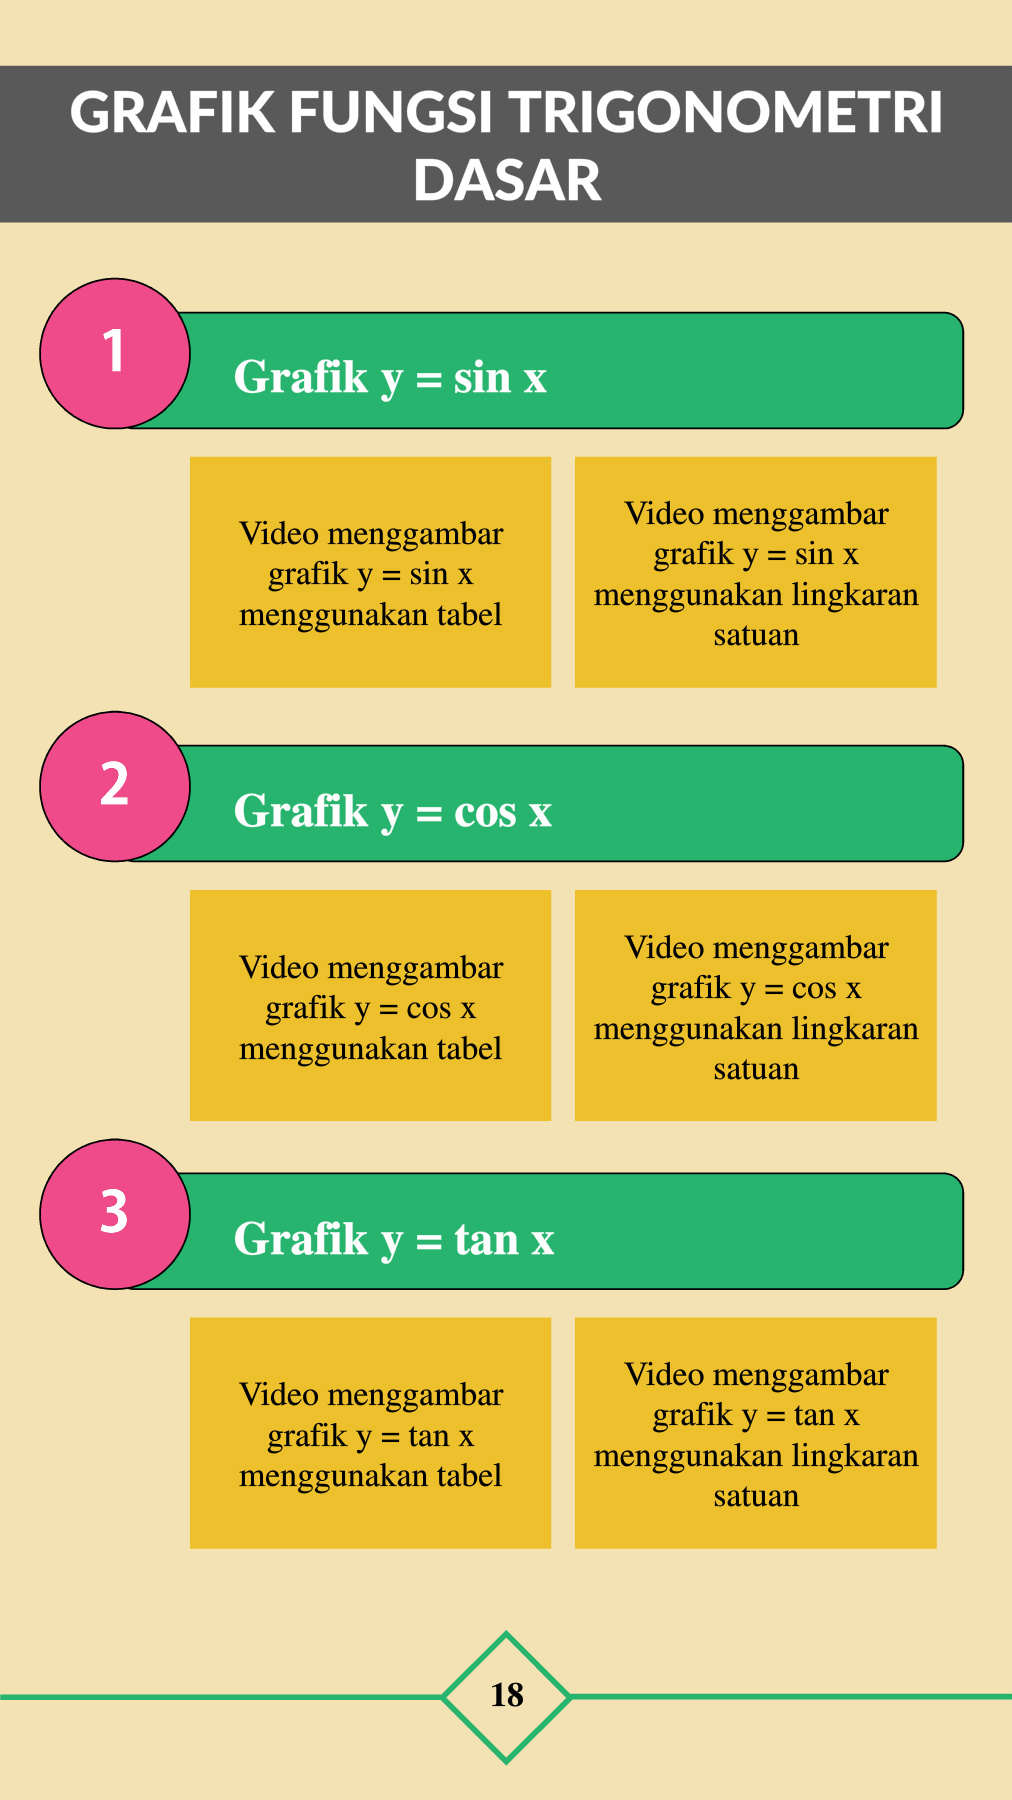 GRAFIK FUNGSI TRIGONOMETRI
DASAR
1
Grafik y = sin x
Video menggambar
grafik y = sin x
menggunakan tabel
Video menggambar
grafik y = sin x
menggunakan lingkaran
satuan
2
Grafik y = cos x
Video menggambar
grafik y = cos x
menggunakan tabel
Video menggambar
grafik y = cos x
menggunakan lingkaran
satuan
3
Grafik y = tan x
Video menggambar
grafik y = tan x
menggunakan tabel
Video menggambar
grafik y = tan x
menggunakan lingkaran
satuan
18